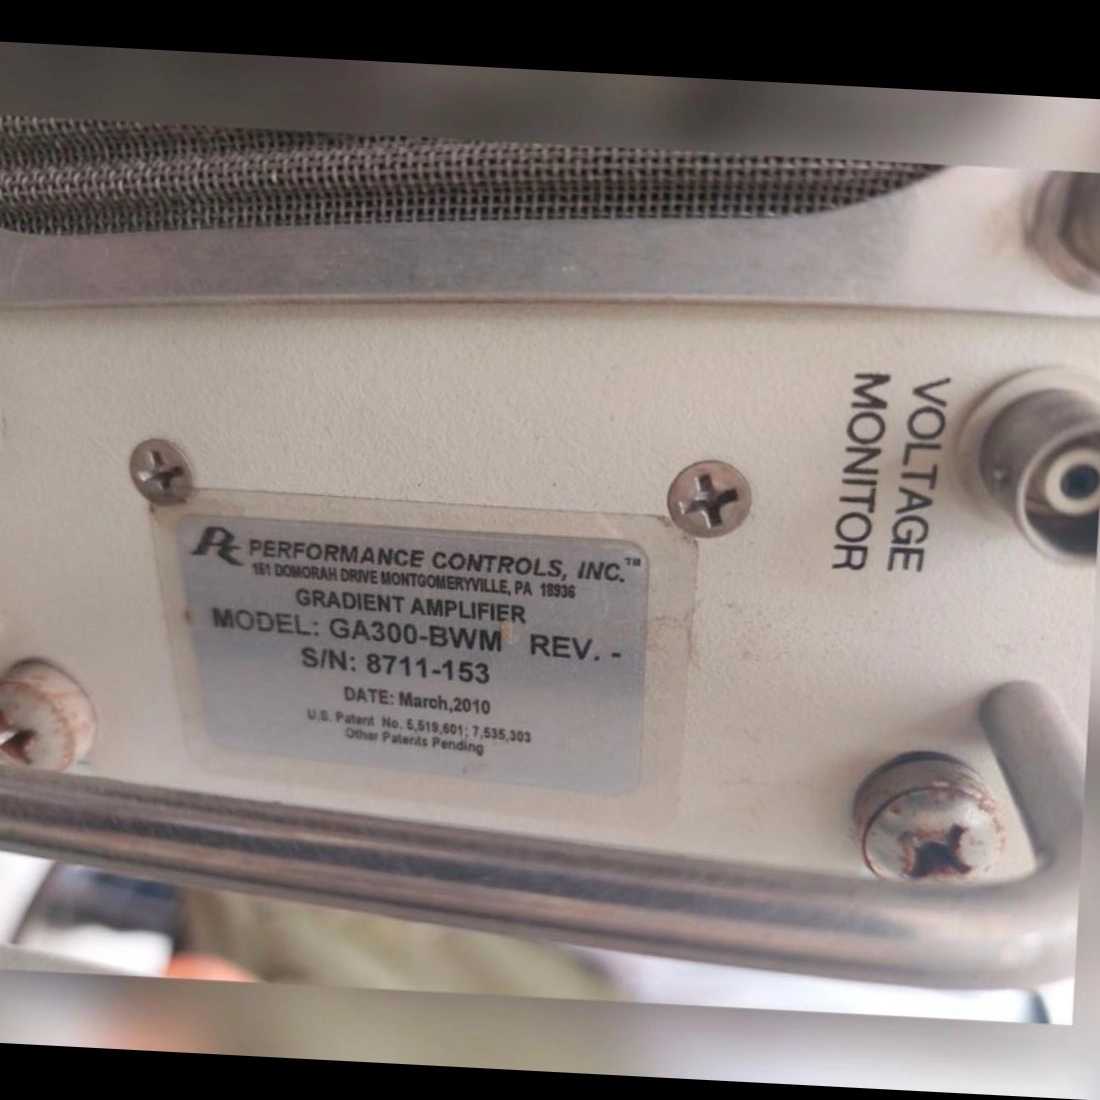 PC PERFORMANCE CONTROLS, INC.™
161 DOMORAH DRIVE MONTGOMERYVILLE, PA 18936
GRADIENT AMPLIFIER
MODEL: GA300-BWM REV. -
S/N: 8711-153
DATE: March,2010
U.S. Patent No. 5,519,601; 7,535,303
Other Patents Pending
VOLTAGE
MONITOR